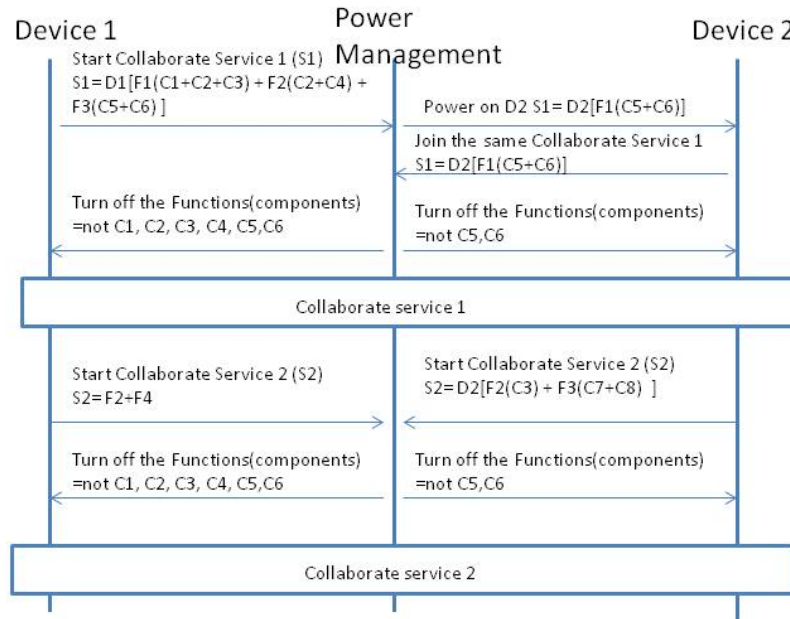 Device 1
Power
Management
Device 2
Start Collaborate Service 1 (S1)
S1= D1[F1(C1+C2+C3) + F2(C2+C4) +
F3(C5+C6) ]
Power on D2 S1= D2[F1(C5+C6)]
Join the same Collaborate Service 1
S1=D2[F1(C5+C6)]
Turn off the Functions(components)
=not C1, C2, C3, C4, C5,C6
Turn off the Functions(components)
=not C5,C6
Collaborate service 1
Start Collaborate Service 2 (S2)
S2= F2+F4
Start Collaborate Service 2 (S2)
S2= D2[F2(C3) + F3(C7+C8) ]
Turn off the Functions(components)
=not C1, C2, C3, C4, C5,C6
Turn off the Functions(components)
=not C5,C6
Collaborate service 2